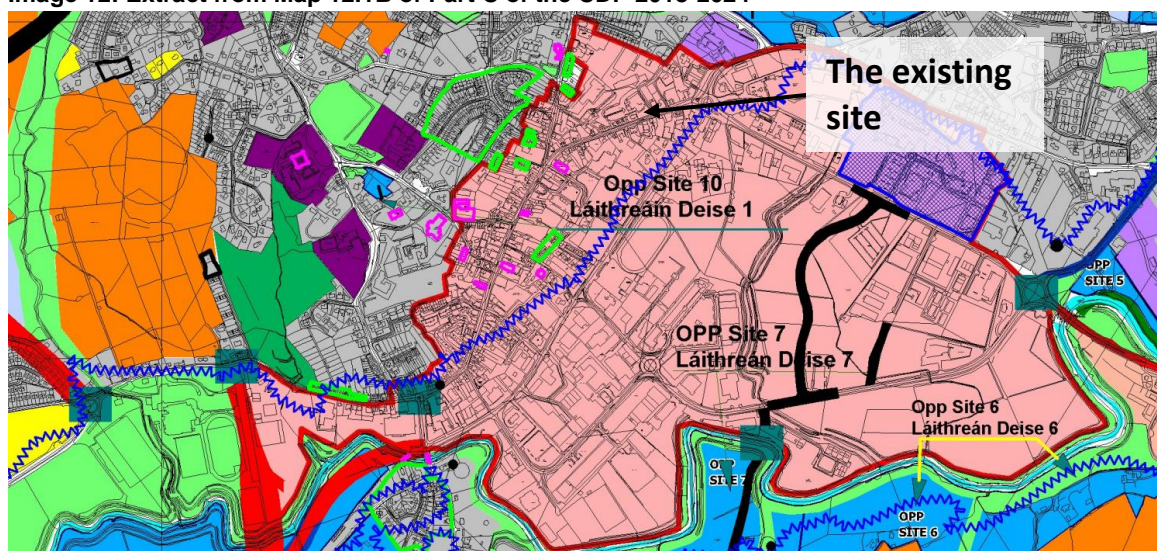 The existing
site
Opp Site 10
Láithreáin Deise 1
OPP
SITE 5
OPP Site 7
Láithreán Deise 7
Opp Site 6
Láithreán Deise 6
OPP
SITE 7
OPP
SITE 6